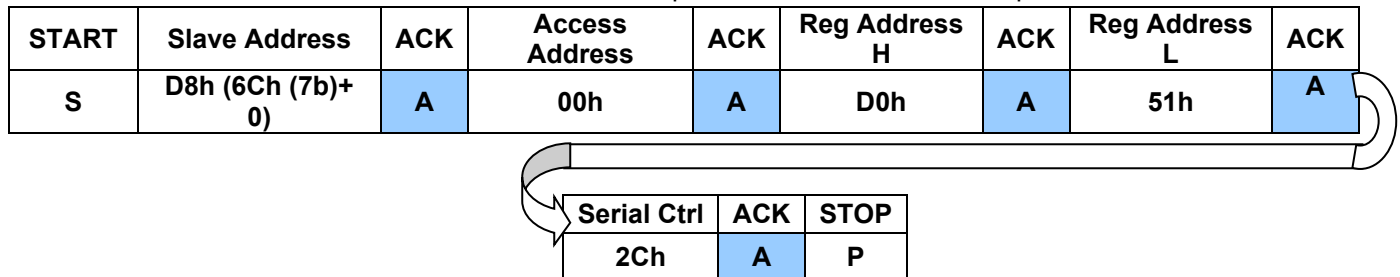 START Slave Address ACK Access Address ACK Reg Address H ACK Reg Address L ACK
S D8h (6Ch (7b)+ 0) A 00h A D0h A 51h A
Serial Ctrl ACK STOP
2Ch A P